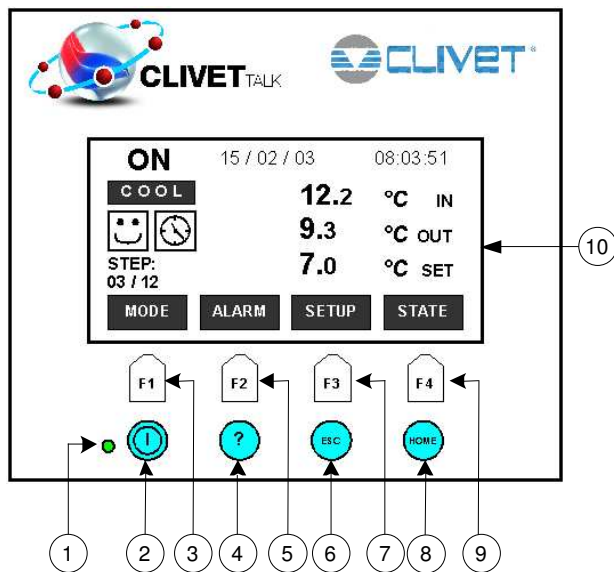 CLIVET TALK
CLIVET
ON 15 / 02 / 03 08:03:51
COOL 12.2 °C IN
9.3 °C OUT
STEP: 7.0 °C SET
03 / 12
MODE ALARM SETUP STATE
10
F1 F2 F3 F4
I ? ESC HOME
1 2 3 4 5 6 7 8 9